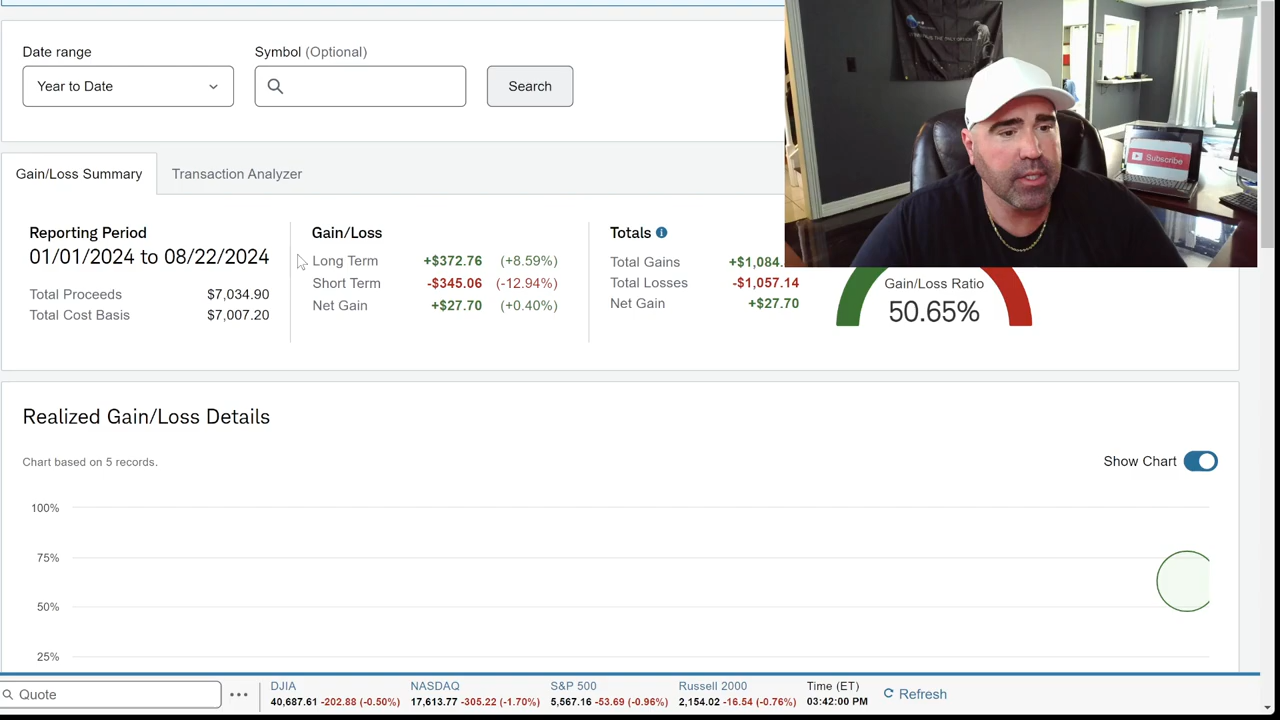 Date range
Symbol (Optional)
Year to Date
Search
Gain/Loss Summary
Transaction Analyzer
Reporting Period
01/01/2024 to 08/22/2024
Total Proceeds $7,034.90
Total Cost Basis $7,007.20
Gain/Loss
Long Term +$372.76 (+8.59%)
Short Term -$345.06 (-12.94%)
Net Gain +$27.70 (+0.40%)
Totals
Total Gains +$1,084.
Total Losses -$1,057.14
Net Gain +$27.70
Gain/Loss Ratio
50.65%
Subscribe
Realized Gain/Loss Details
Chart based on 5 records.
Show Chart
100%
75%
50%
25%
Quote
DJIA
40,687.61 -202.88 (-0.50%)
NASDAQ
17,613.77 -305.22 (-1.70%)
S&P 500
5,567.16 -53.69 (-0.96%)
Russell 2000
2,154.02 -16.54 (-0.76%)
Time (ET)
03:42:00 PM
Refresh